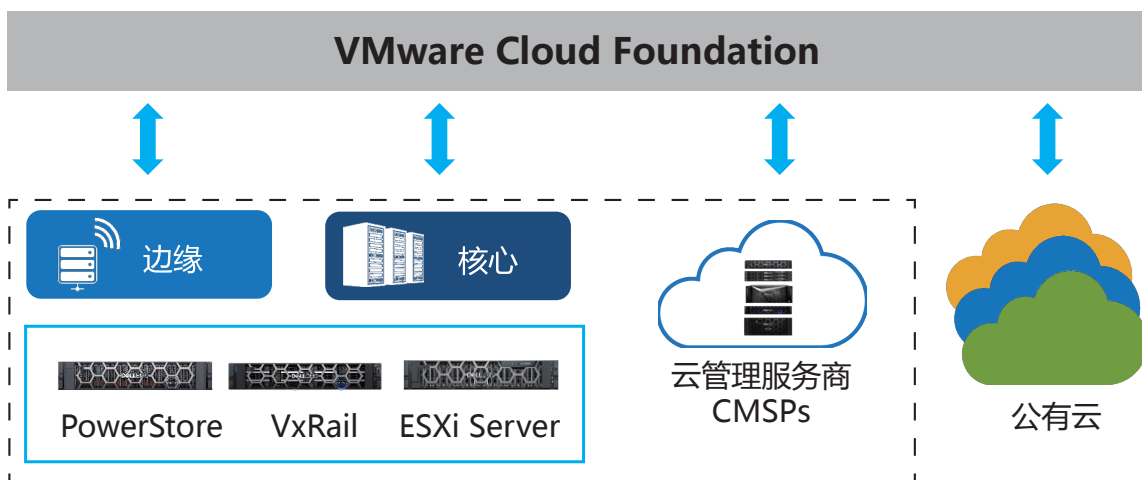 VMware Cloud Foundation
边缘
核心
PowerStore
VxRail
ESXi Server
云管理服务商
CMSPs
公有云